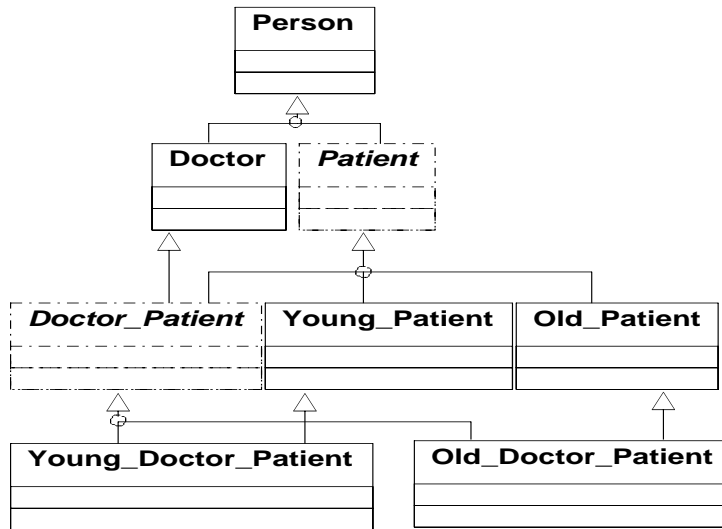 Person
Doctor
Patient
Doctor_Patient
Young_Patient
Old_Patient
Young_Doctor_Patient
Old_Doctor_Patient